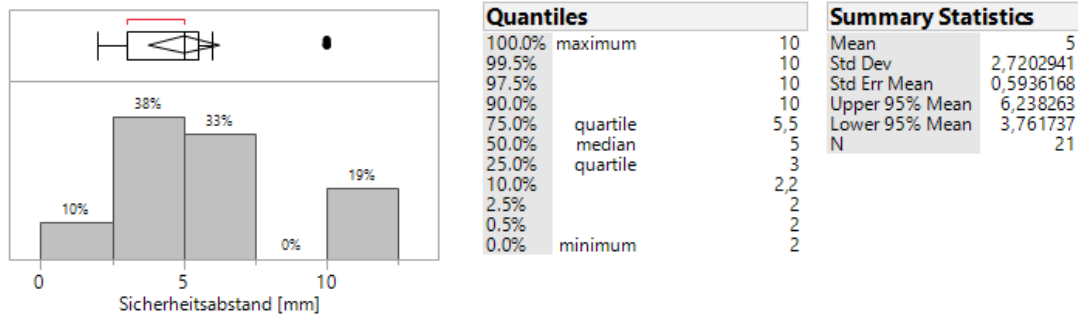 38%
33%
19%
10%
0%
0 5 10
Sicherheitsabstand [mm]
Quantiles
100.0% maximum 10
99.5% 10
97.5% 10
90.0% 10
75.0% quartile 5,5
50.0% median 5
25.0% quartile 3
10.0% 2,2
2.5% 2
0.5% 2
0.0% minimum 2
Summary Statistics
Mean 5
Std Dev 2,7202941
Std Err Mean 0,5936168
Upper 95% Mean 6,238263
Lower 95% Mean 3,761737
N 21